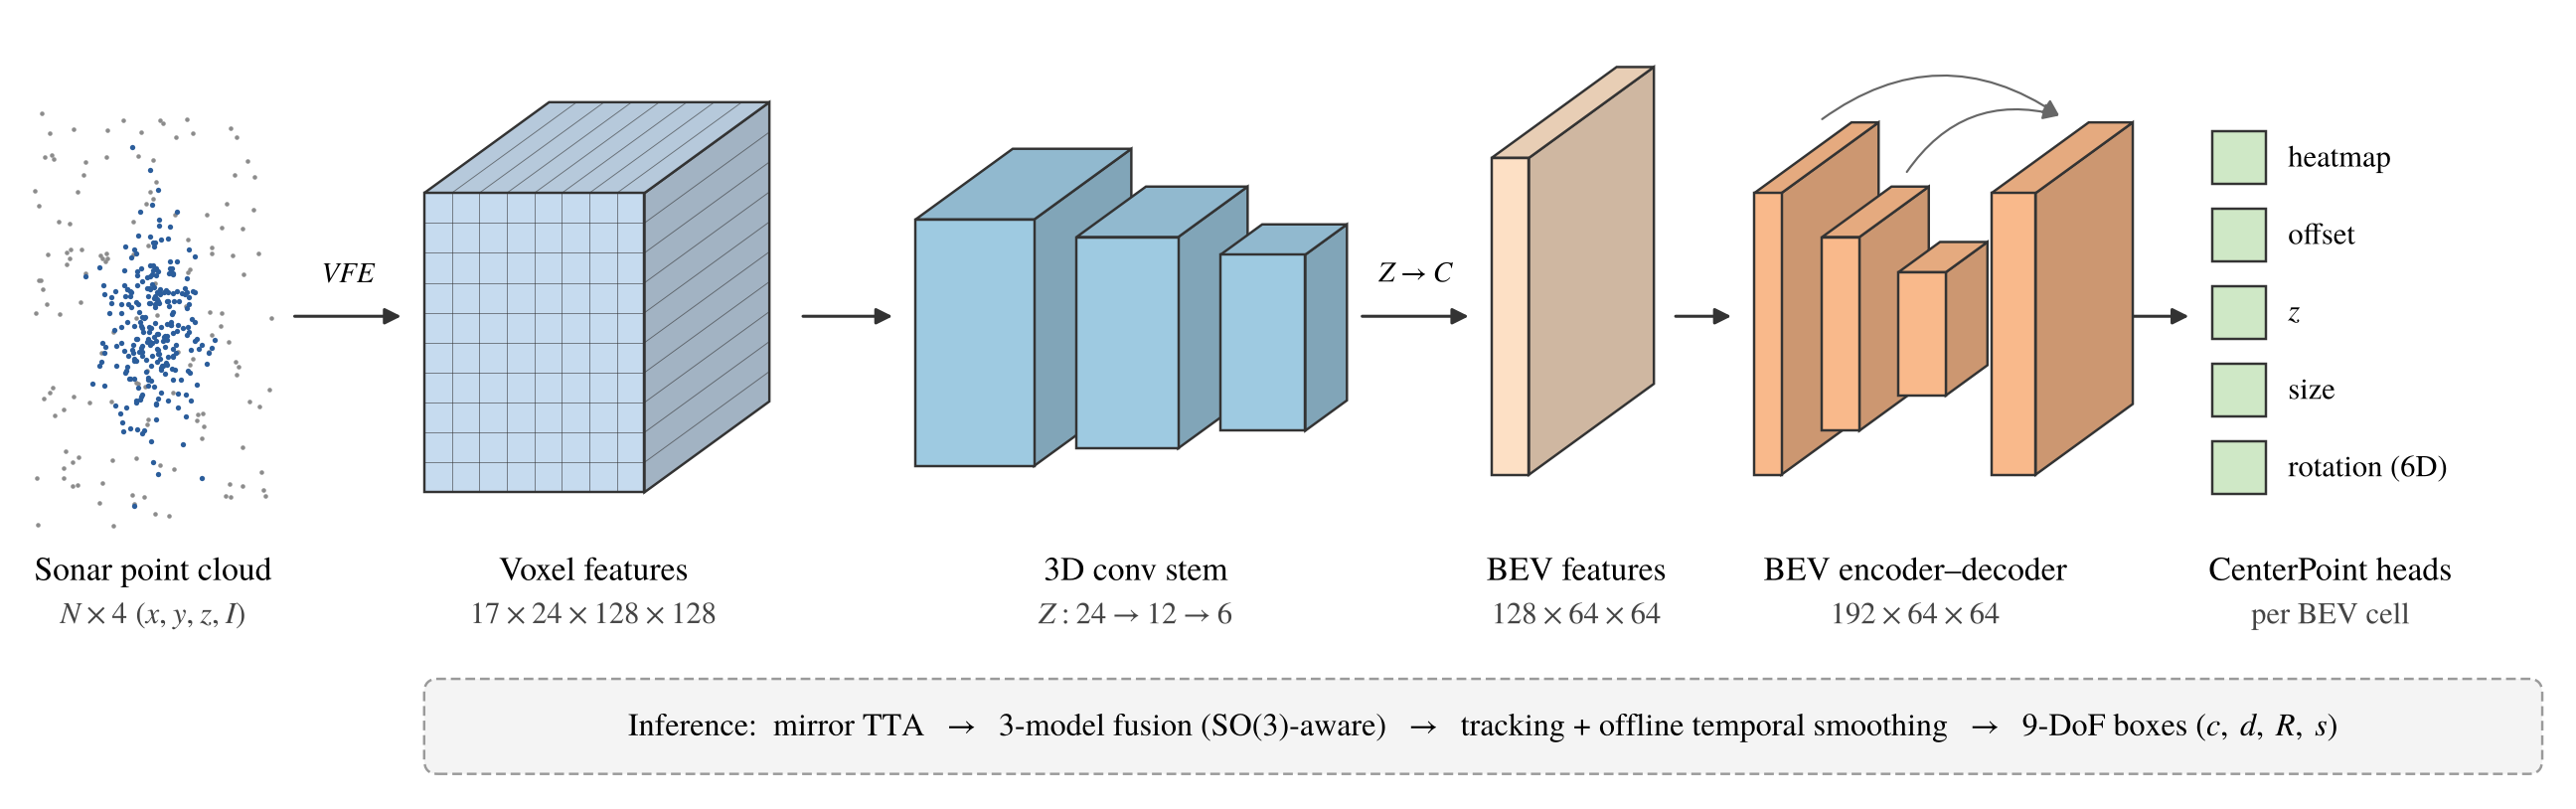 VFE
Z → C
heatmap
offset
z
size
rotation (6D)
Sonar point cloud
N × 4 (x, y, z, I)
Voxel features
17 × 24 × 128 × 128
3D conv stem
Z : 24 → 12 → 6
BEV features
128 × 64 × 64
BEV encoder–decoder
192 × 64 × 64
CenterPoint heads
per BEV cell
Inference: mirror TTA → 3-model fusion (SO(3)-aware) → tracking + offline temporal smoothing → 9-DoF boxes (c, d, R, s)